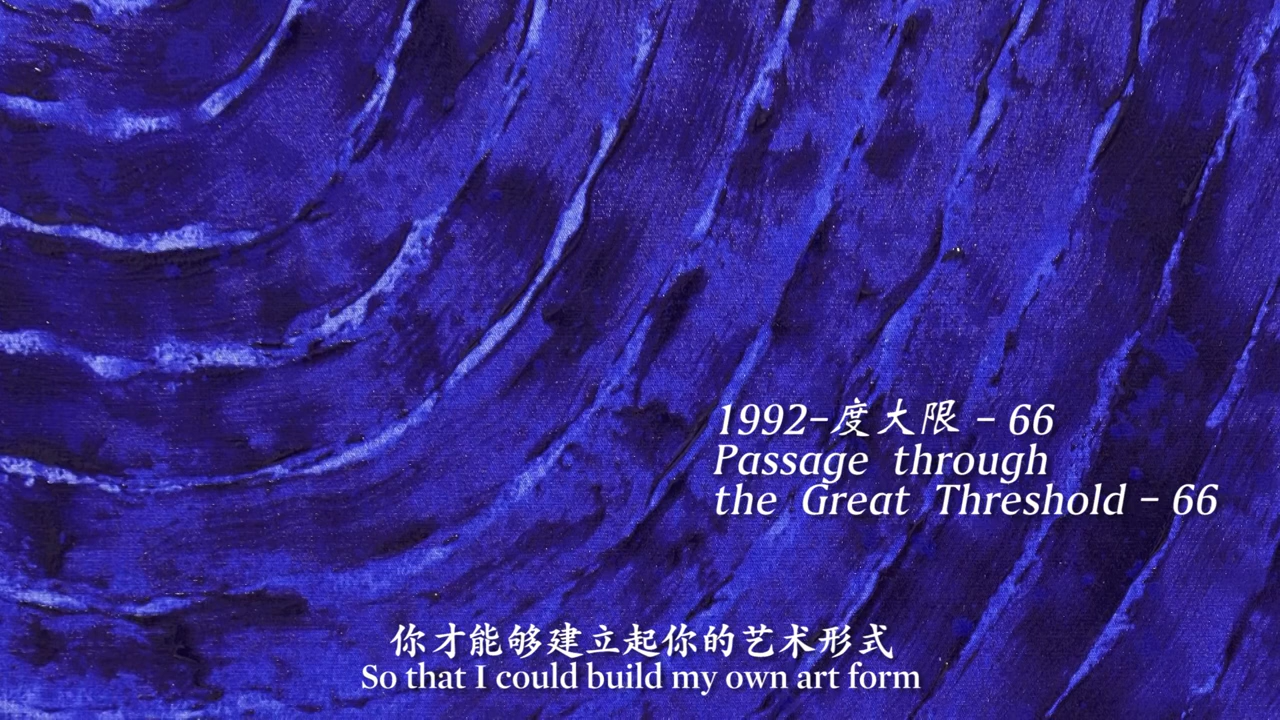 1992-度大限 - 66
Passage through
the Great Threshold - 66
你才能够建立起你的艺术形式
So that I could build my own art form